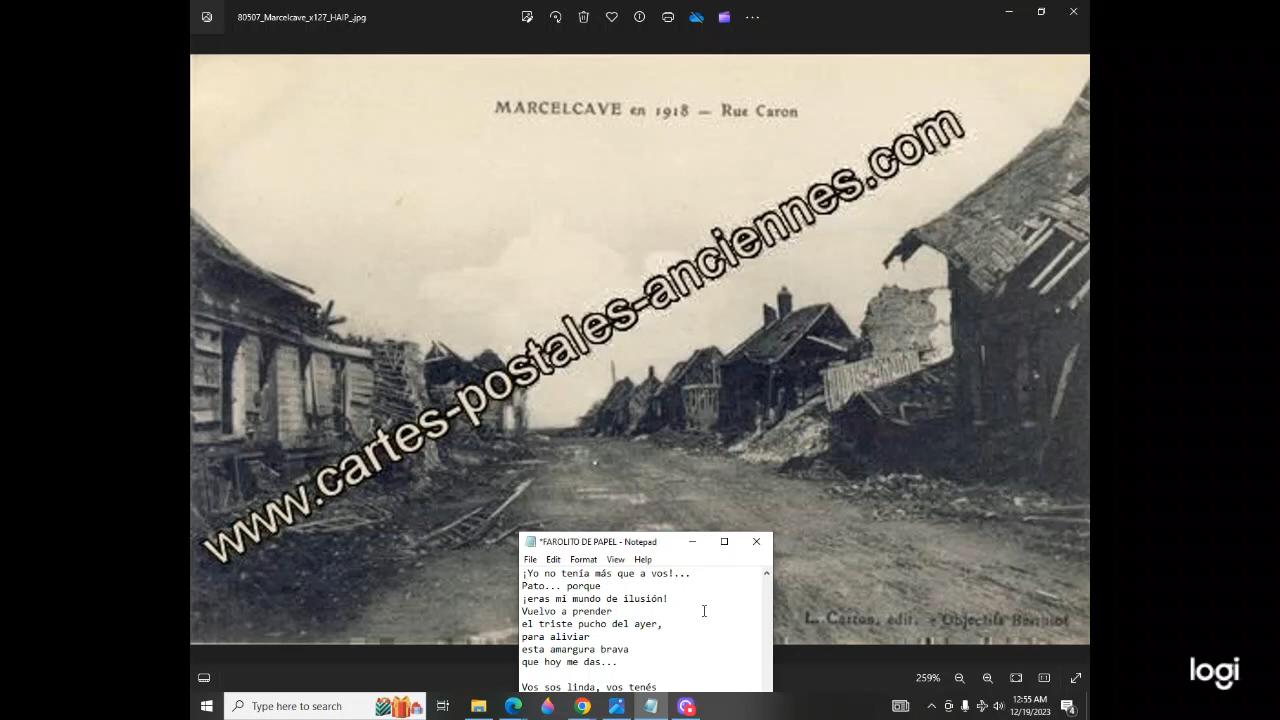 80507_Marcelcave_x127_HAIP_.jpg
MARCELCAVE en 1918 — Rue Caron
www.cartes-postales-anciennes.com
*FAROLITO DE PAPEL - Notepad
File Edit Format View Help
¡Yo no tenía más que a vos!...
Pato... porque
¡eras mi mundo de ilusión!
Vuelvo a prender
el triste pucho del ayer,
para aliviar
esta amargura brava
que hoy me das...
Vos sos linda, vos tenés
L. Caron, edit. - Objectifs Berthiot
259%
logi
Type here to search
12:55 AM
12/19/2023
4